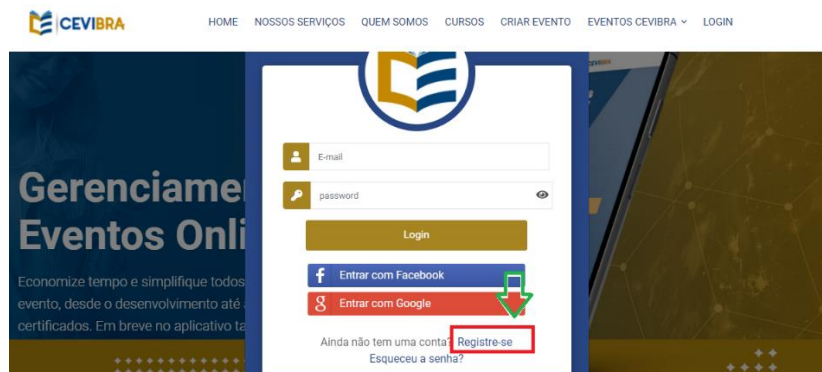 CEVIBRA HOME NOSSOS SERVIÇOS QUEM SOMOS CURSOS CRIAR EVENTO EVENTOS CEVIBRA LOGIN
E-mail
password
Login
Entrar com Facebook
Entrar com Google
Ainda não tem uma conta? Registre-se
Esqueceu a senha?
Gerenciame
Eventos Onli
Economize tempo e simplifique todos
evento, desde o desenvolvimento até
certificados. Em breve no aplicativo ta